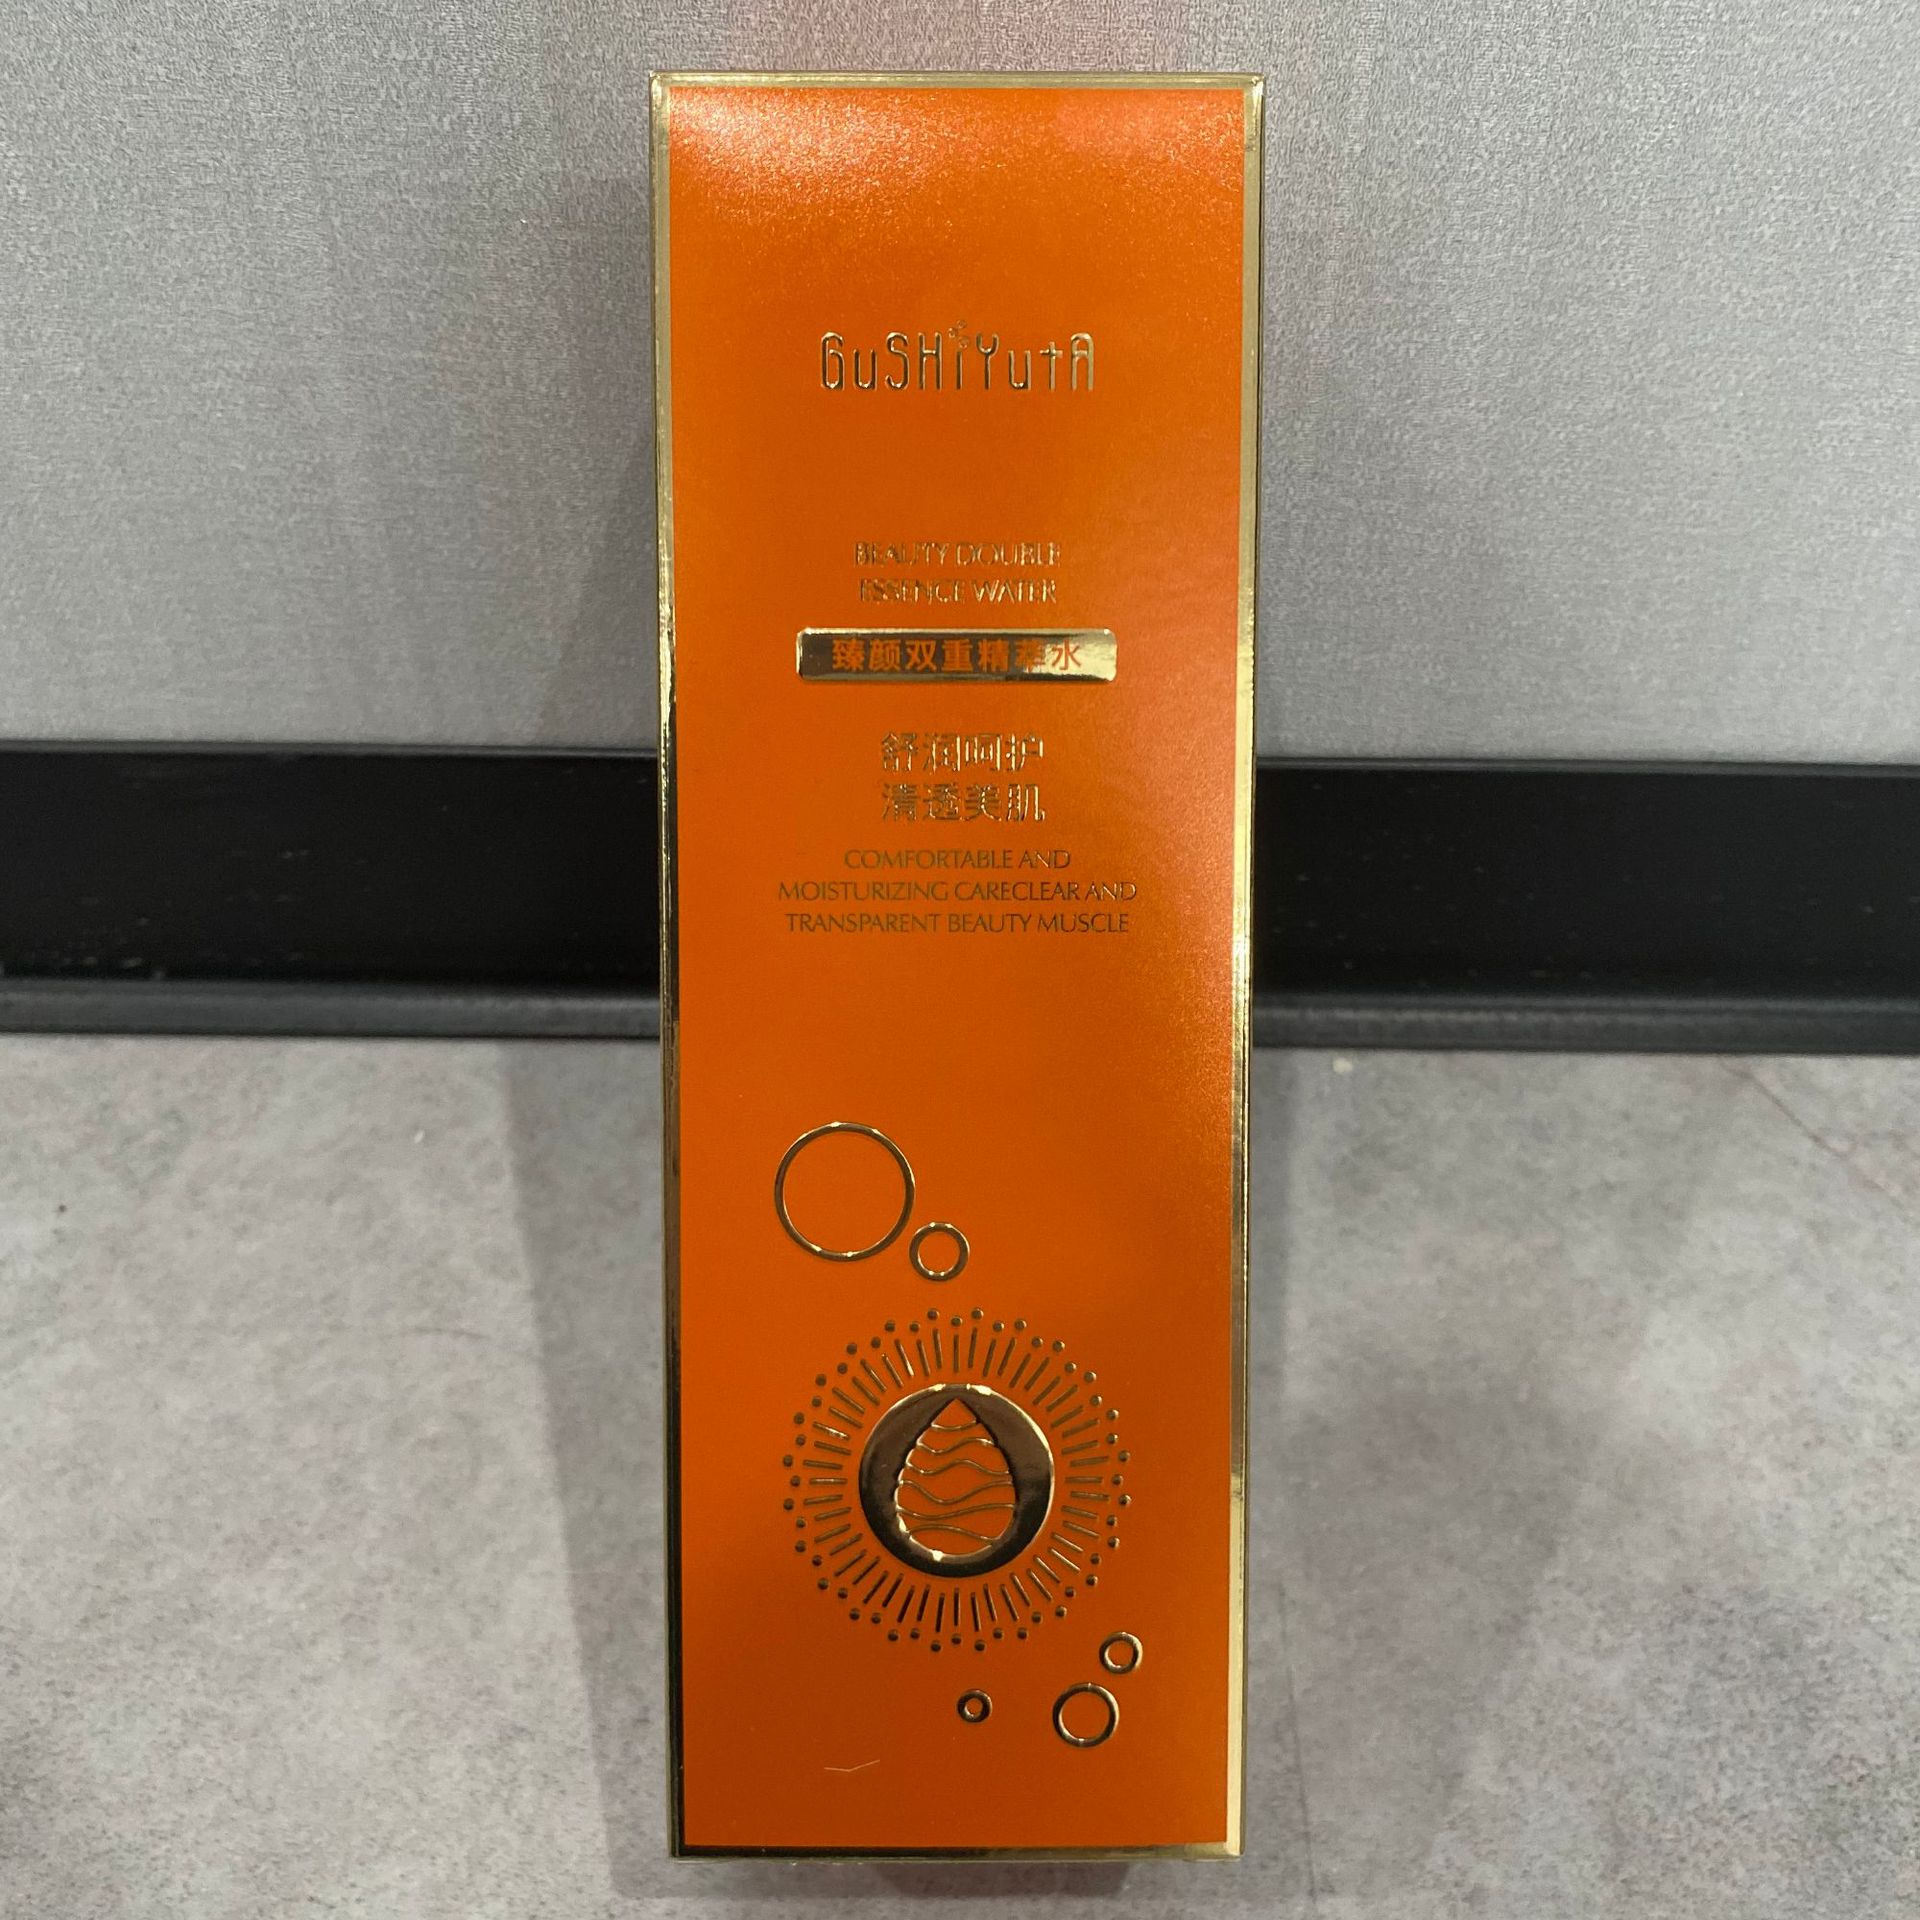 GuSHiYutA
BEAUTY DOUBLE
ESSENCE WATER
臻颜双重精萃水
舒润呵护
清透美肌
COMFORTABLE AND
MOISTURIZING CARECLEAR AND
TRANSPARENT BEAUTY MUSCLE